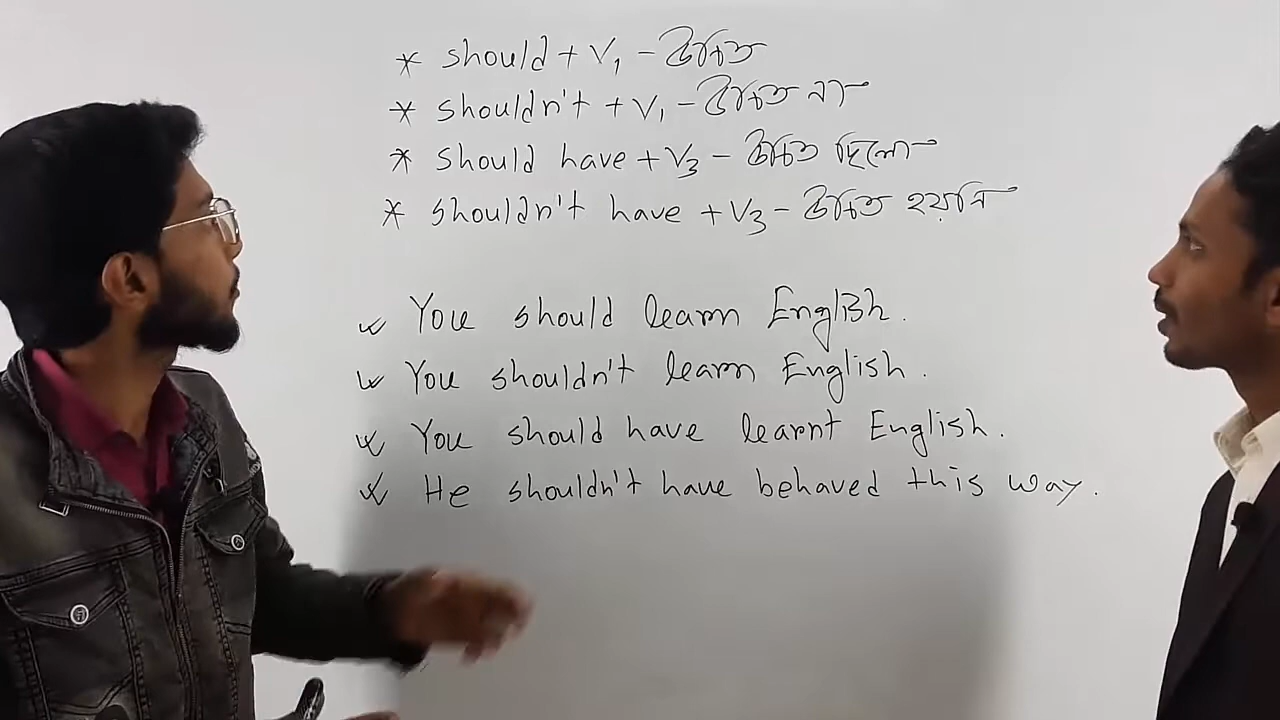 * should + V₁ - উচিত
* shouldn't + V₁ - উচিত না
* should have + V₃ - উচিত ছিলো
* shouldn't have + V₃ - উচিত হয়নি
You should learn English.
You shouldn't learn English.
You should have learnt English.
He shouldn't have behaved this way.